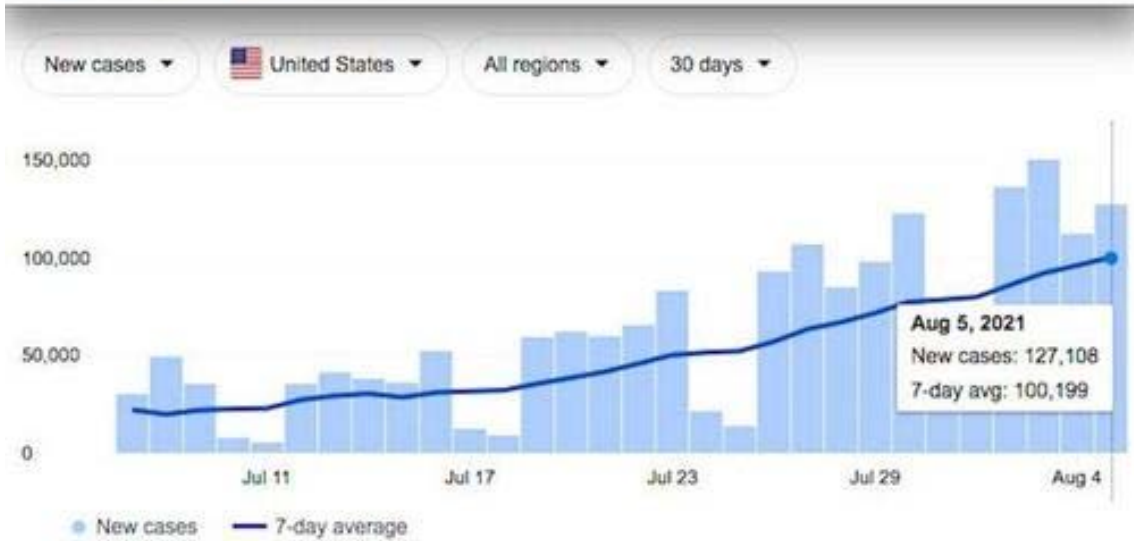 New cases United States All regions 30 days
150,000
100,000
50,000
0
Aug 5, 2021
New cases: 127,108
7-day avg: 100,199
Jul 11 Jul 17 Jul 23 Jul 29 Aug 4
New cases 7-day average